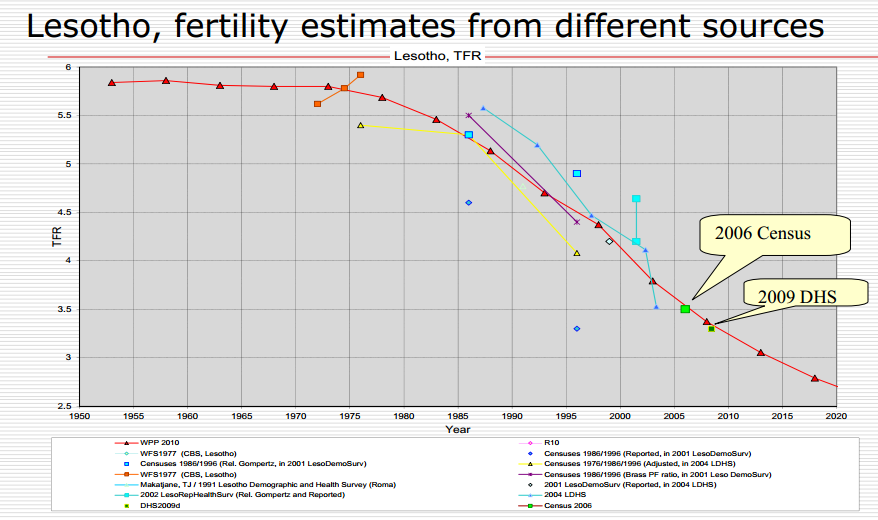 Lesotho, fertility estimates from different sources
Lesotho, TFR
6
5.5
5
4.5
4
3.5
3
2.5
TFR
2006 Census
2009 DHS
1950 1955 1960 1965 1970 1975 1980 1985 1990 1995 2000 2005 2010 2015 2020
Year
WPP 2010
WFS1977 (CBS, Lesotho)
Censuses 1986/1996 (Rel. Gompertz, in 2001 LesoDemoSurv)
WFS1977 (CBS, Lesotho)
Makatjane, TJ / 1991 Lesotho Demographic and Health Survey (Roma)
2002 LesoRepHealthSurv (Rel. Gompertz and Reported)
DHS2009d
R10
Censuses 1986/1996 (Reported, in 2001 LesoDemoSurv)
Censuses 1976/1986/1996 (Adjusted, in 2004 LDHS)
Censuses 1986/1996 (Brass PF ratio, in 2001 Leso DemoSurv)
2001 LesoDemoSurv (Reported, in 2004 LDHS)
2004 LDHS
Census 2006